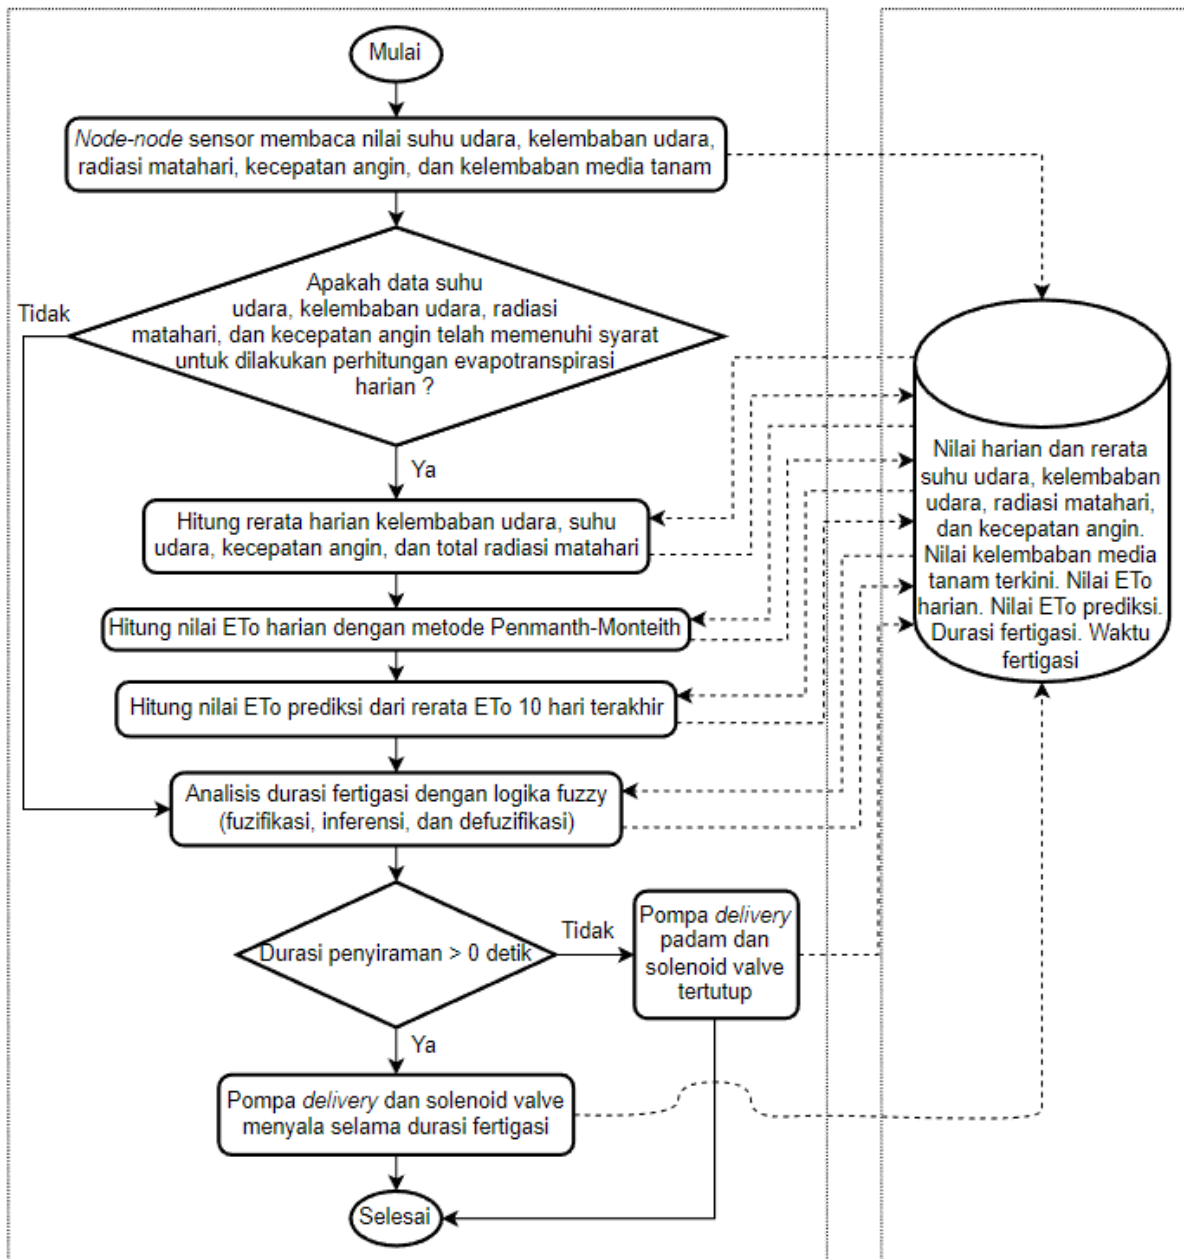 Mulai
Node-node sensor membaca nilai suhu udara, kelembaban udara,
radiasi matahari, kecepatan angin, dan kelembaban media tanam
Apakah data suhu
udara, kelembaban udara, radiasi
matahari, dan kecepatan angin telah memenuhi syarat
untuk dilakukan perhitungan evapotranspirasi
harian ?
Tidak
Ya
Hitung rerata harian kelembaban udara, suhu
udara, kecepatan angin, dan total radiasi matahari
Hitung nilai ETo harian dengan metode Penmanth-Monteith
Hitung nilai ETo prediksi dari rerata ETo 10 hari terakhir
Analisis durasi fertigasi dengan logika fuzzy
(fuzifikasi, inferensi, dan defuzifikasi)
Durasi penyiraman > 0 detik
Tidak
Pompa delivery
padam dan
solenoid valve
tertutup
Ya
Pompa delivery dan solenoid valve
menyala selama durasi fertigasi
Selesai
Nilai harian dan rerata
suhu udara, kelembaban
udara, radiasi matahari,
dan kecepatan angin.
Nilai kelembaban media
tanam terkini. Nilai ETo
harian. Nilai ETo prediksi.
Durasi fertigasi. Waktu
fertigasi